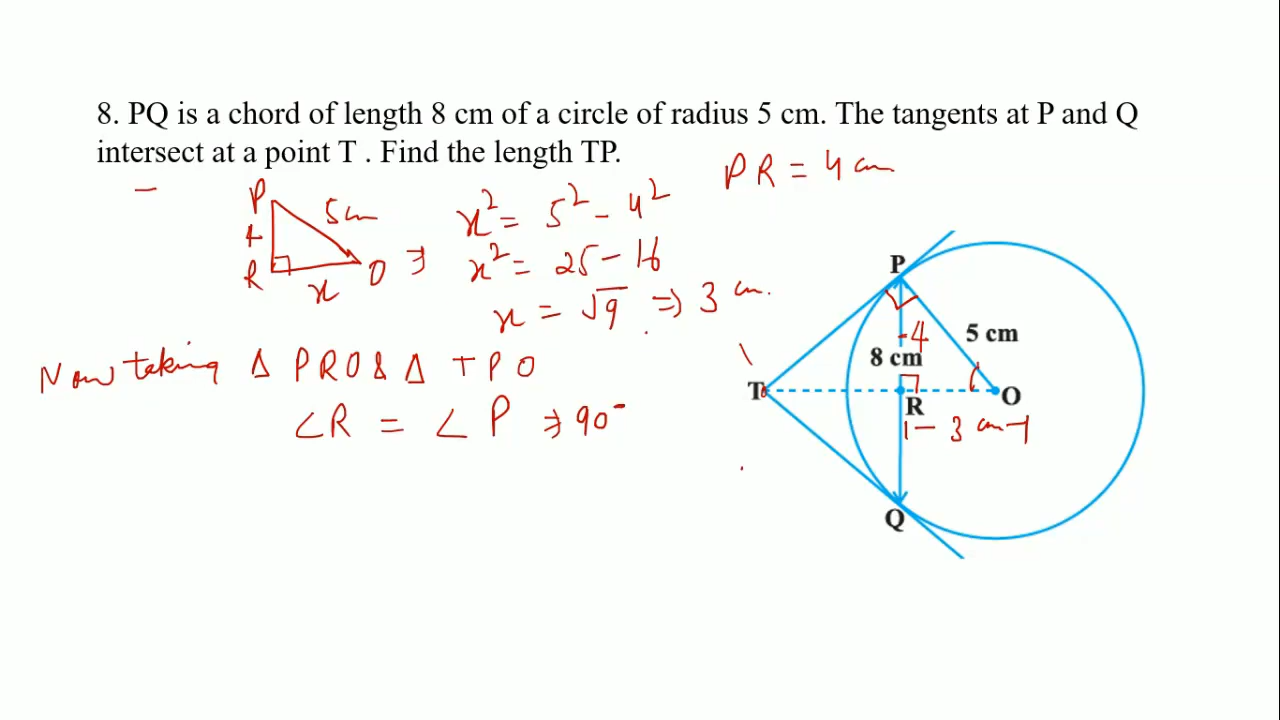 8. PQ is a chord of length 8 cm of a circle of radius 5 cm. The tangents at P and Q
intersect at a point T . Find the length TP.
PR = 4 cm
P
5cm
4
R
x
O
⇒ x² = 5² - 4²
x² = 25 - 16
x = √9 ⇒ 3 cm.
Now taking Δ PRO & Δ TPO
∠R = ∠P ⇒ 90°
P
4
5 cm
8 cm
T
R
O
3 cm
Q